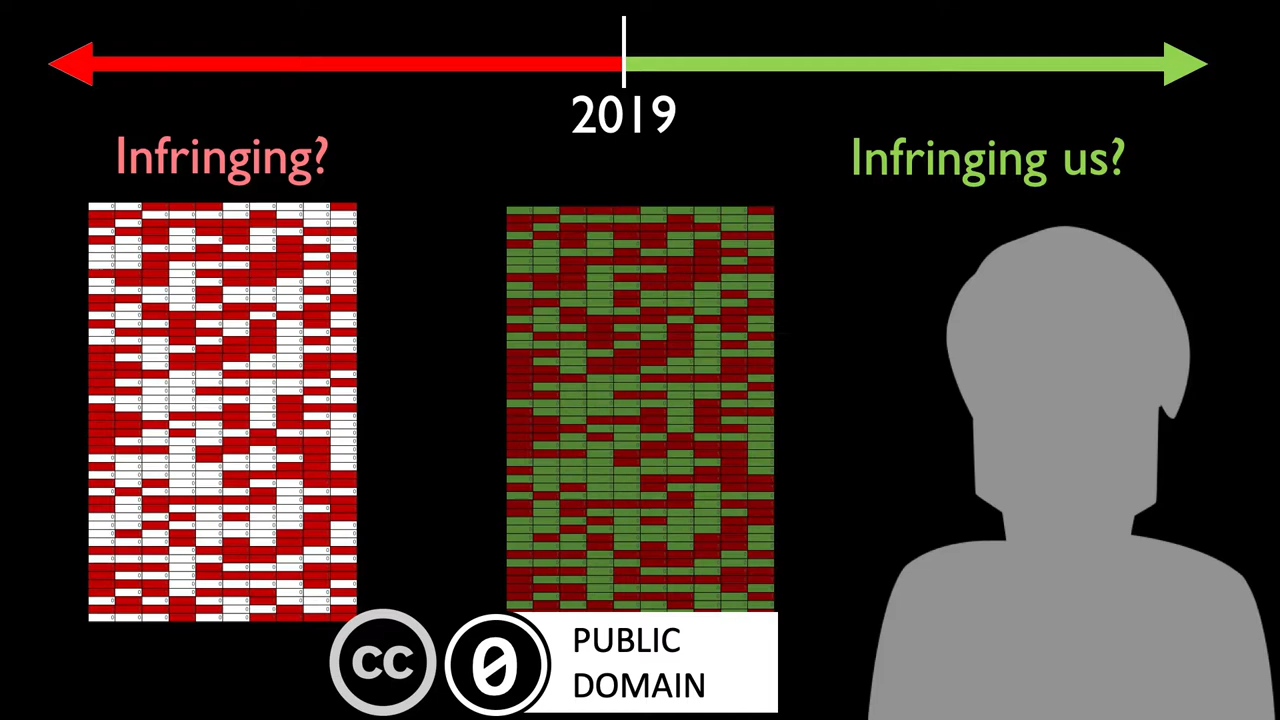 2019
Infringing?
Infringing us?
cc
0
PUBLIC
DOMAIN